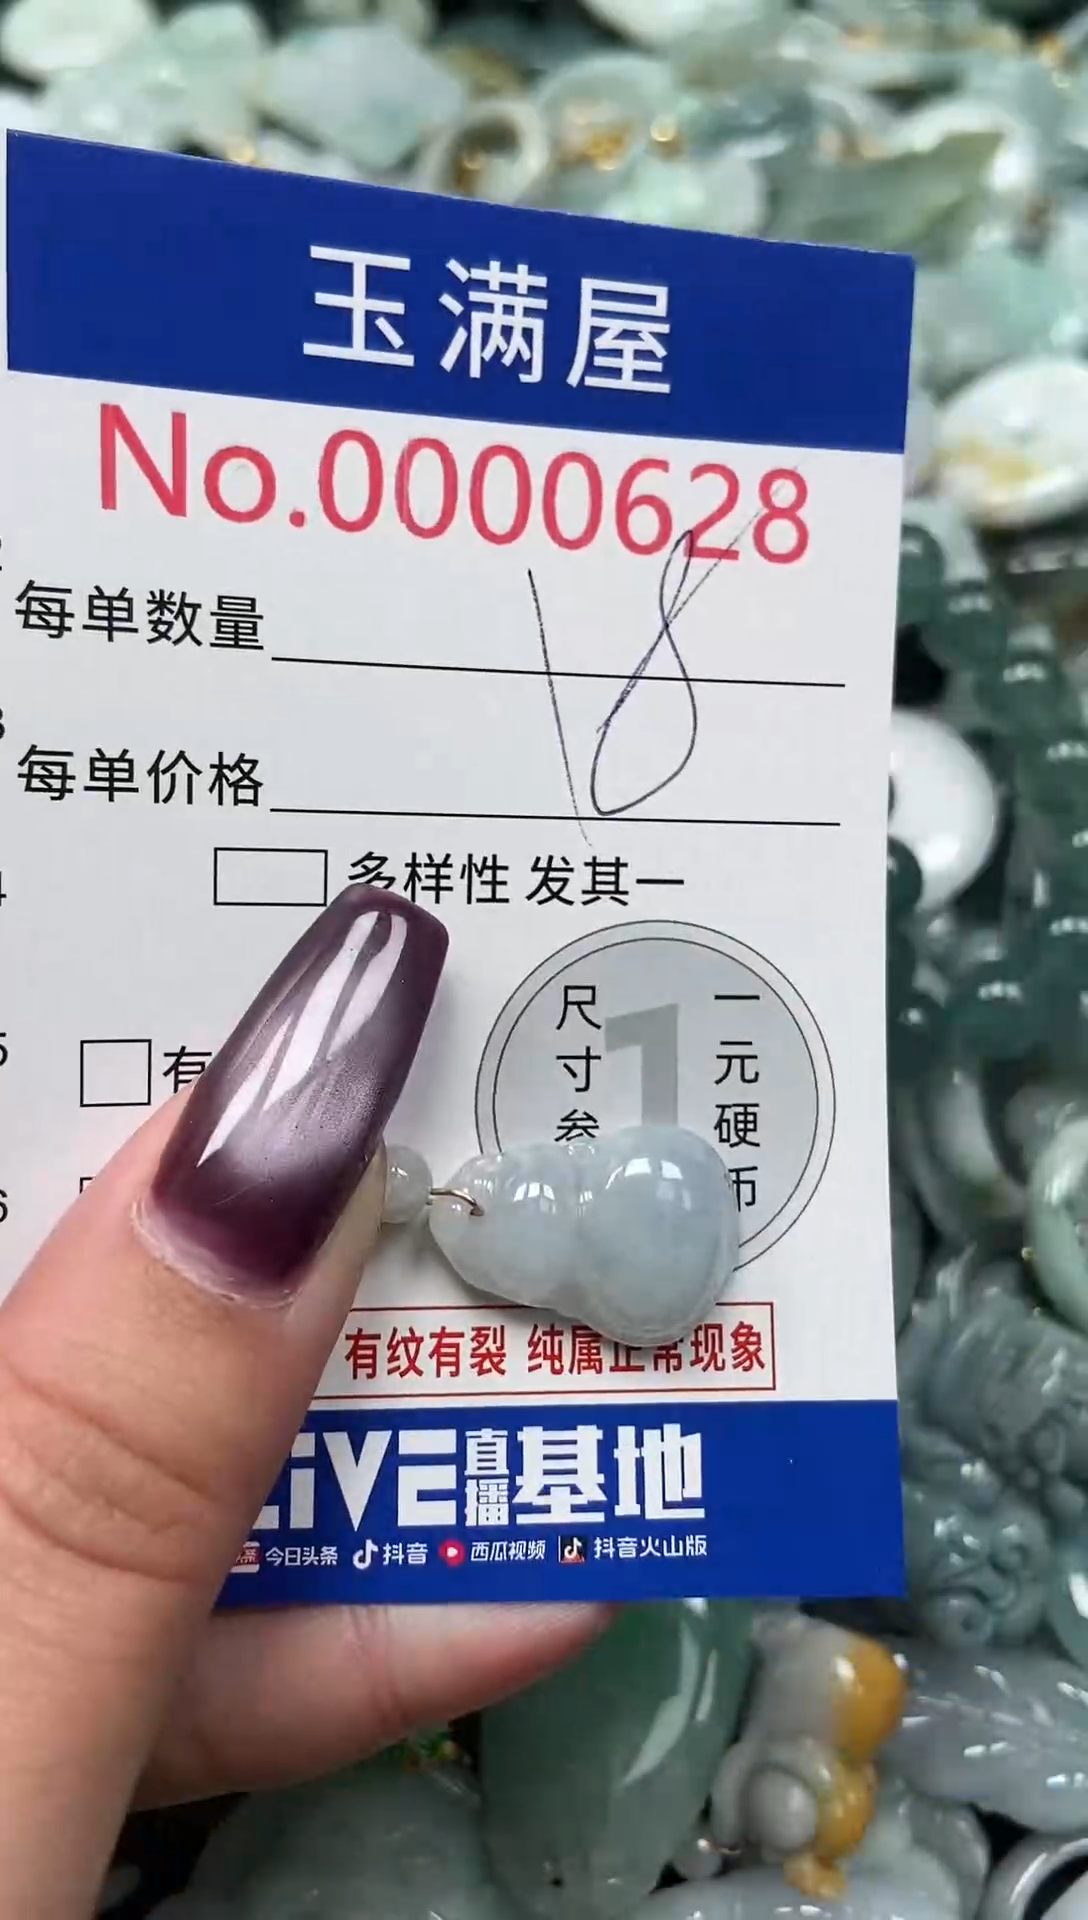 玉满屋
No.0000628
每单数量
18
每单价格
多样性 发其一
尺寸参
1
一元硬币
有
有纹有裂 纯属正常现象
LIVE直播基地
今日头条 抖音 西瓜视频 抖音火山版